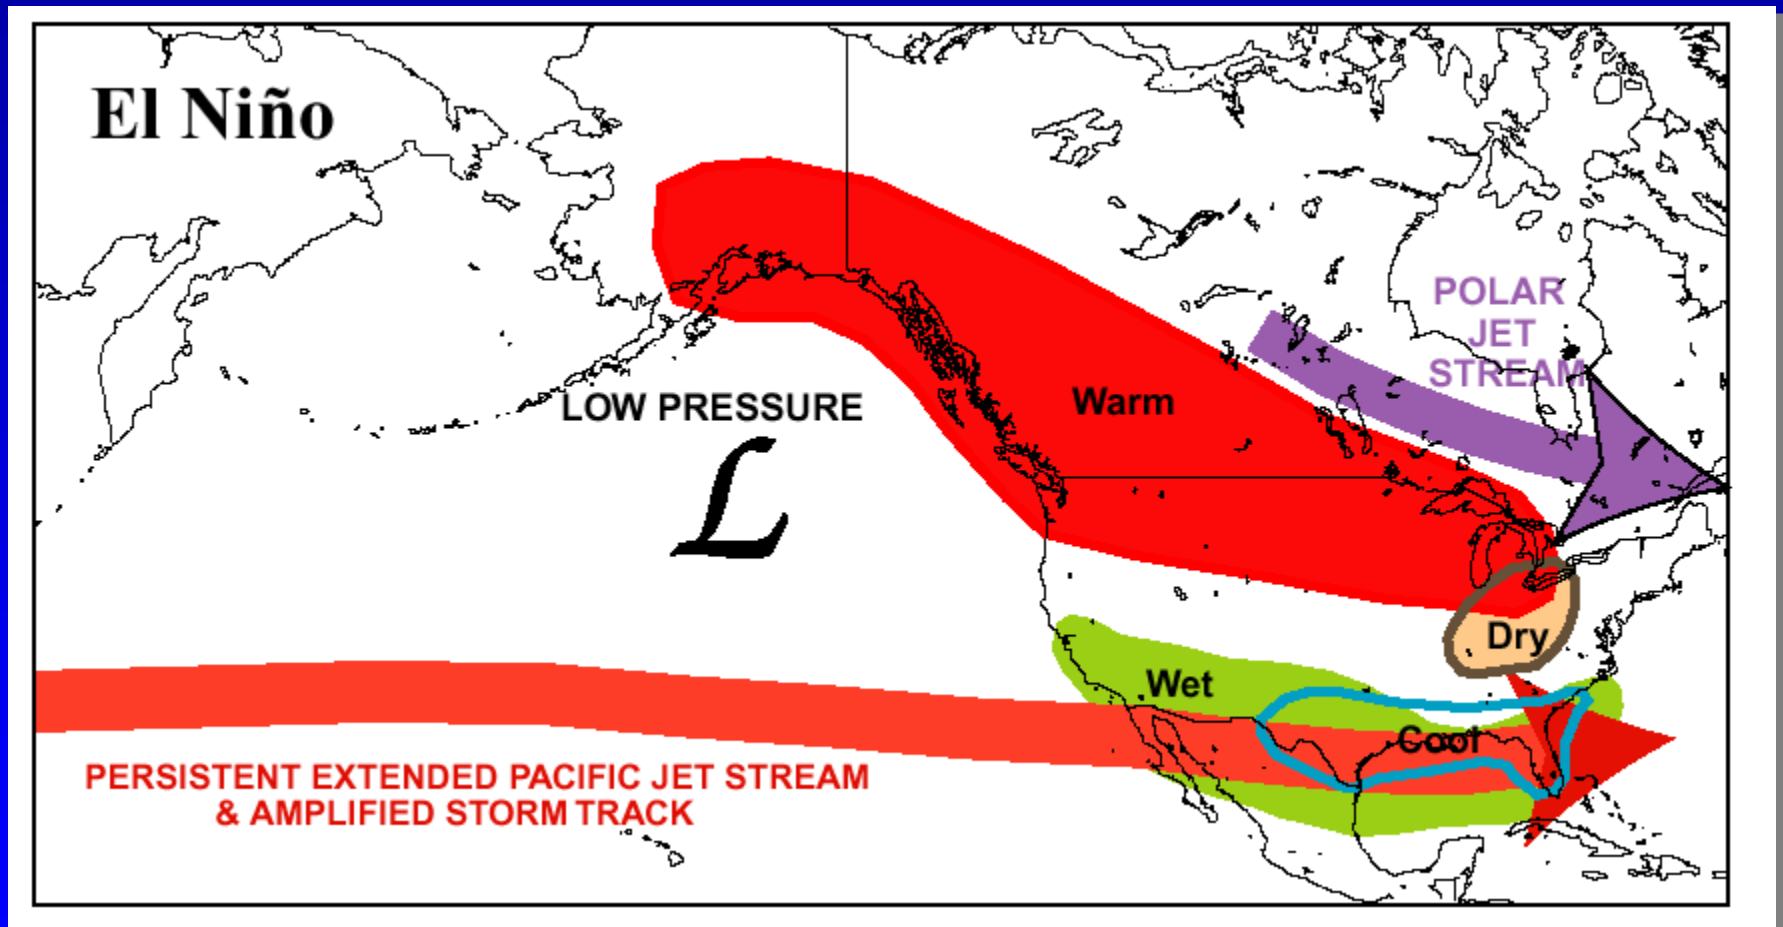 El Niño
POLAR
JET
STREAM
Warm
LOW PRESSURE
L
Dry
Wet
Cool
PERSISTENT EXTENDED PACIFIC JET STREAM
& AMPLIFIED STORM TRACK